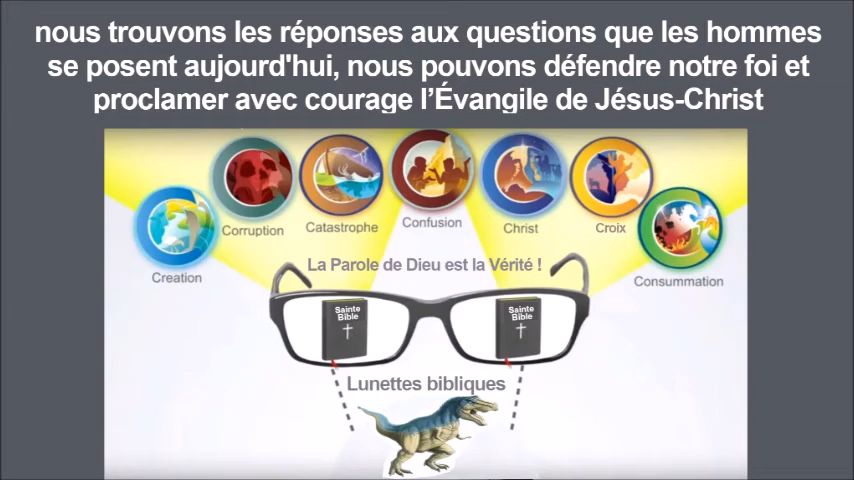 nous trouvons les réponses aux questions que les hommes
se posent aujourd'hui, nous pouvons défendre notre foi et
proclamer avec courage l’Évangile de Jésus-Christ
Creation
Corruption
Catastrophe
Confusion
Christ
Croix
Consummation
La Parole de Dieu est la Vérité !
Sainte
Bible
Sainte
Bible
Lunettes bibliques